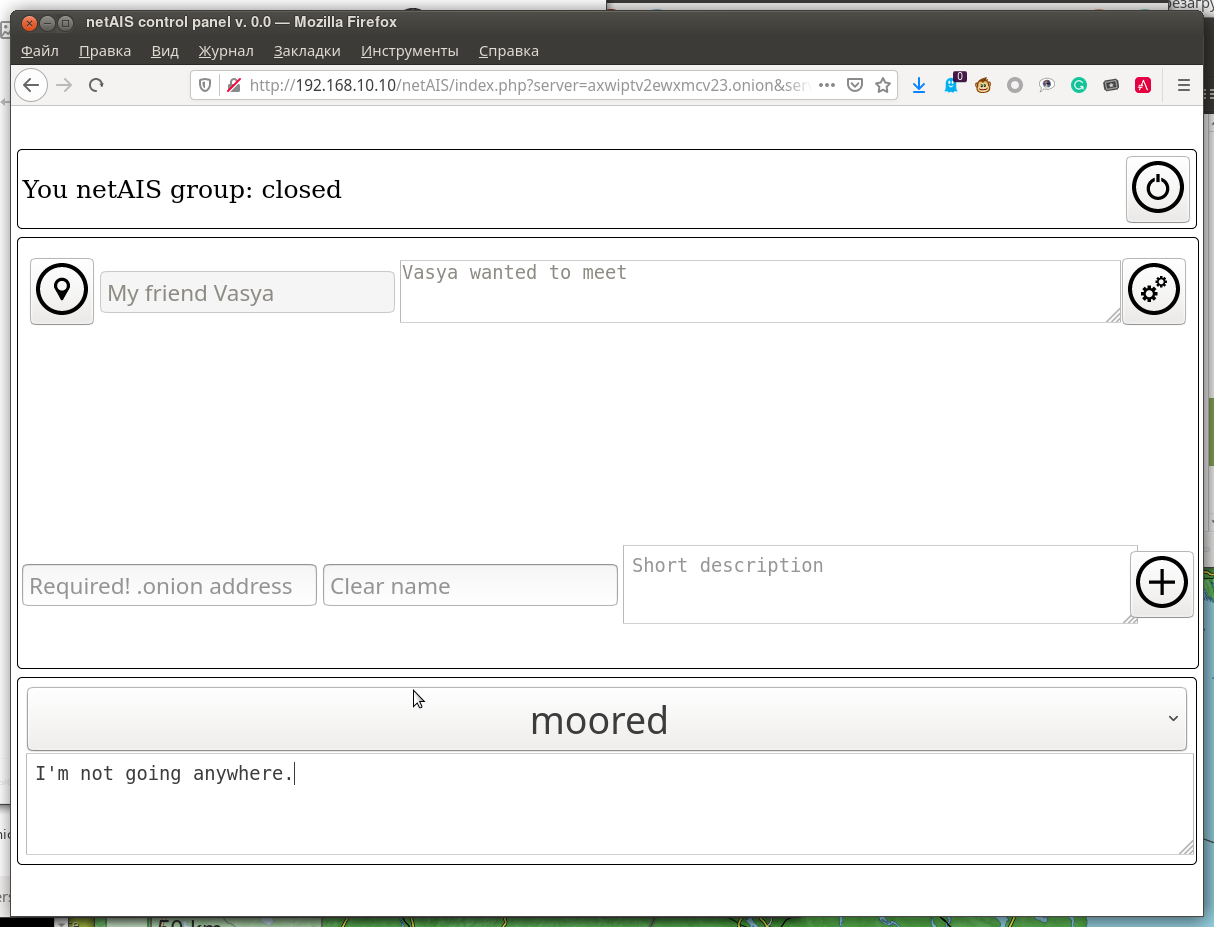 netAIS control panel v. 0.0 — Mozilla Firefox
Файл Правка Вид Журнал Закладки Инструменты Справка
http://192.168.10.10/netAIS/index.php?server=axwiptv2ewxmcv23.onion&ser
0
You netAIS group: closed
My friend Vasya
Vasya wanted to meet
Required! .onion address
Clear name
Short description
moored
I'm not going anywhere.